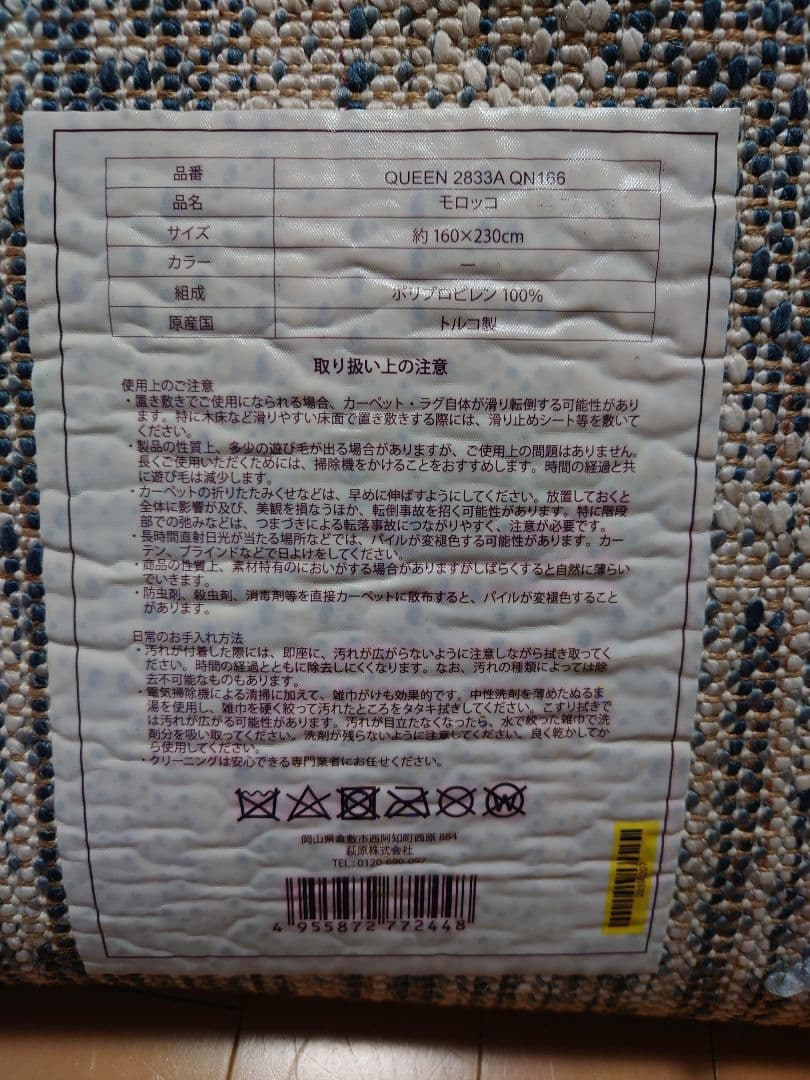 品番 QUEEN 2833A QN166
品名 モロッコ
サイズ 約 160×230cm
カラー ー
組成 ポリプロピレン 100%
原産国 トルコ製
取り扱い上の注意
使用上のご注意
・置き敷きでご使用になられる場合、カーペット・ラグ自体が滑り転倒する可能性があり
ます。特に木床など滑りやすい床面で置き敷きする際には、滑り止めシート等を敷いて
ください。
・製品の性質上、多少の遊び毛が出る場合がありますが、ご使用上の問題はありません。
長くご使用いただくためには、掃除機をかけることをおすすめします。時間の経過と共
に遊び毛は減少します。
・カーペットの折りたたみくせなどは、早めに伸ばすようにしてください。放置しておくと
全体に影響が及び、美観を損なうほか、転倒事故を招く可能性があります。特に階段
部での弛みなどは、つまづきによる転落事故につながりやすく、注意が必要です。
・長時間直射日光が当たる場所などでは、パイルが変褪色する可能性があります。カー
テン、ブラインドなどで日よけをしてください。
・商品の性質上、素材特有のにおいがする場合がありますがしばらくすると自然に薄らい
でいきます。
・防虫剤、殺虫剤、消毒剤等を直接カーペットに散布すると、パイルが変褪色すること
があります。
日常のお手入れ方法
・汚れが付着した際には、即座に、汚れが広がらないように注意しながら拭き取ってく
ださい。時間の経過とともに除去しにくくなります。なお、汚れの種類によっては除
去不可能なものもあります。
・電気掃除機による清掃に加えて、雑巾がけも効果的です。中性洗剤を薄めたぬるま
湯を使用し、雑巾を硬く絞って汚れたところをタタキ拭きしてください。こすり拭きで
は汚れが広がる可能性があります。汚れが目立たなくなったら、水で絞った雑巾で洗
剤分を吸い取ってください。洗剤が残らないように注意してください。良く乾かしてか
ら使用してください。
・クリーニングは安心できる専門業者にお任せください。
W
岡山県倉敷市西阿知町西原 884
萩原株式会社
TEL:0120-690-097
4 955872 772448